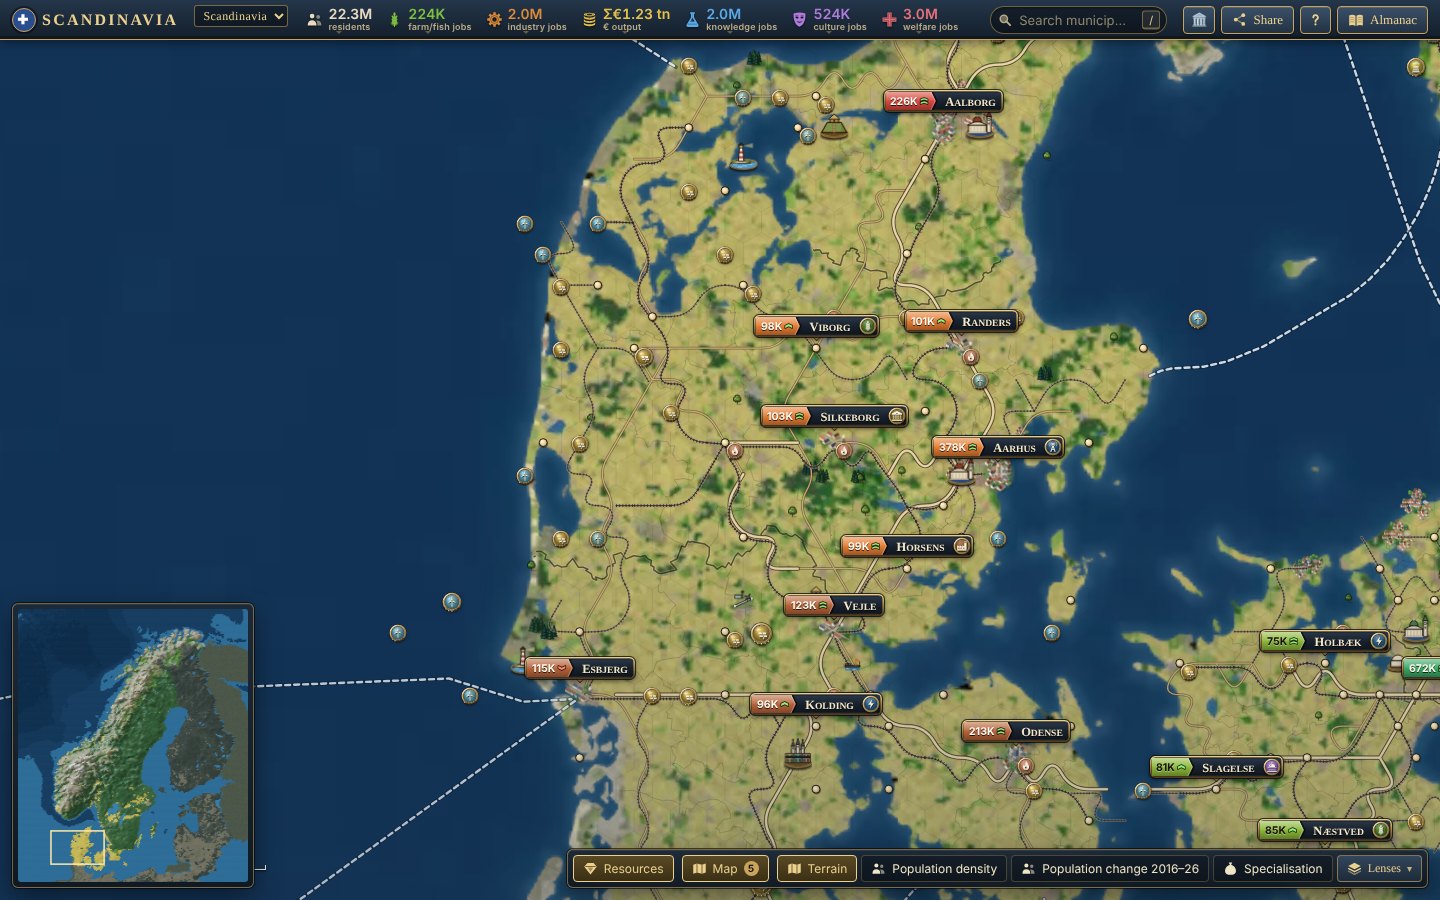 SCANDINAVIA
Scandinavia
22.3M
residents
224K
farm/fish jobs
2.0M
industry jobs
Σ€1.23 tn
€ output
2.0M
knowledge jobs
524K
culture jobs
3.0M
welfare jobs
Search municip...
/
Share
?
Almanac
226K AALBORG
98K VIBORG
101K RANDERS
103K SILKEBORG
378K AARHUS
99K HORSENS
123K VEJLE
75K HOLBÆK
115K ESBJERG
672K
96K KOLDING
213K ODENSE
81K SLAGELSE
85K NÆSTVED
Resources
Map 5
Terrain
Population density
Population change 2016–26
Specialisation
Lenses